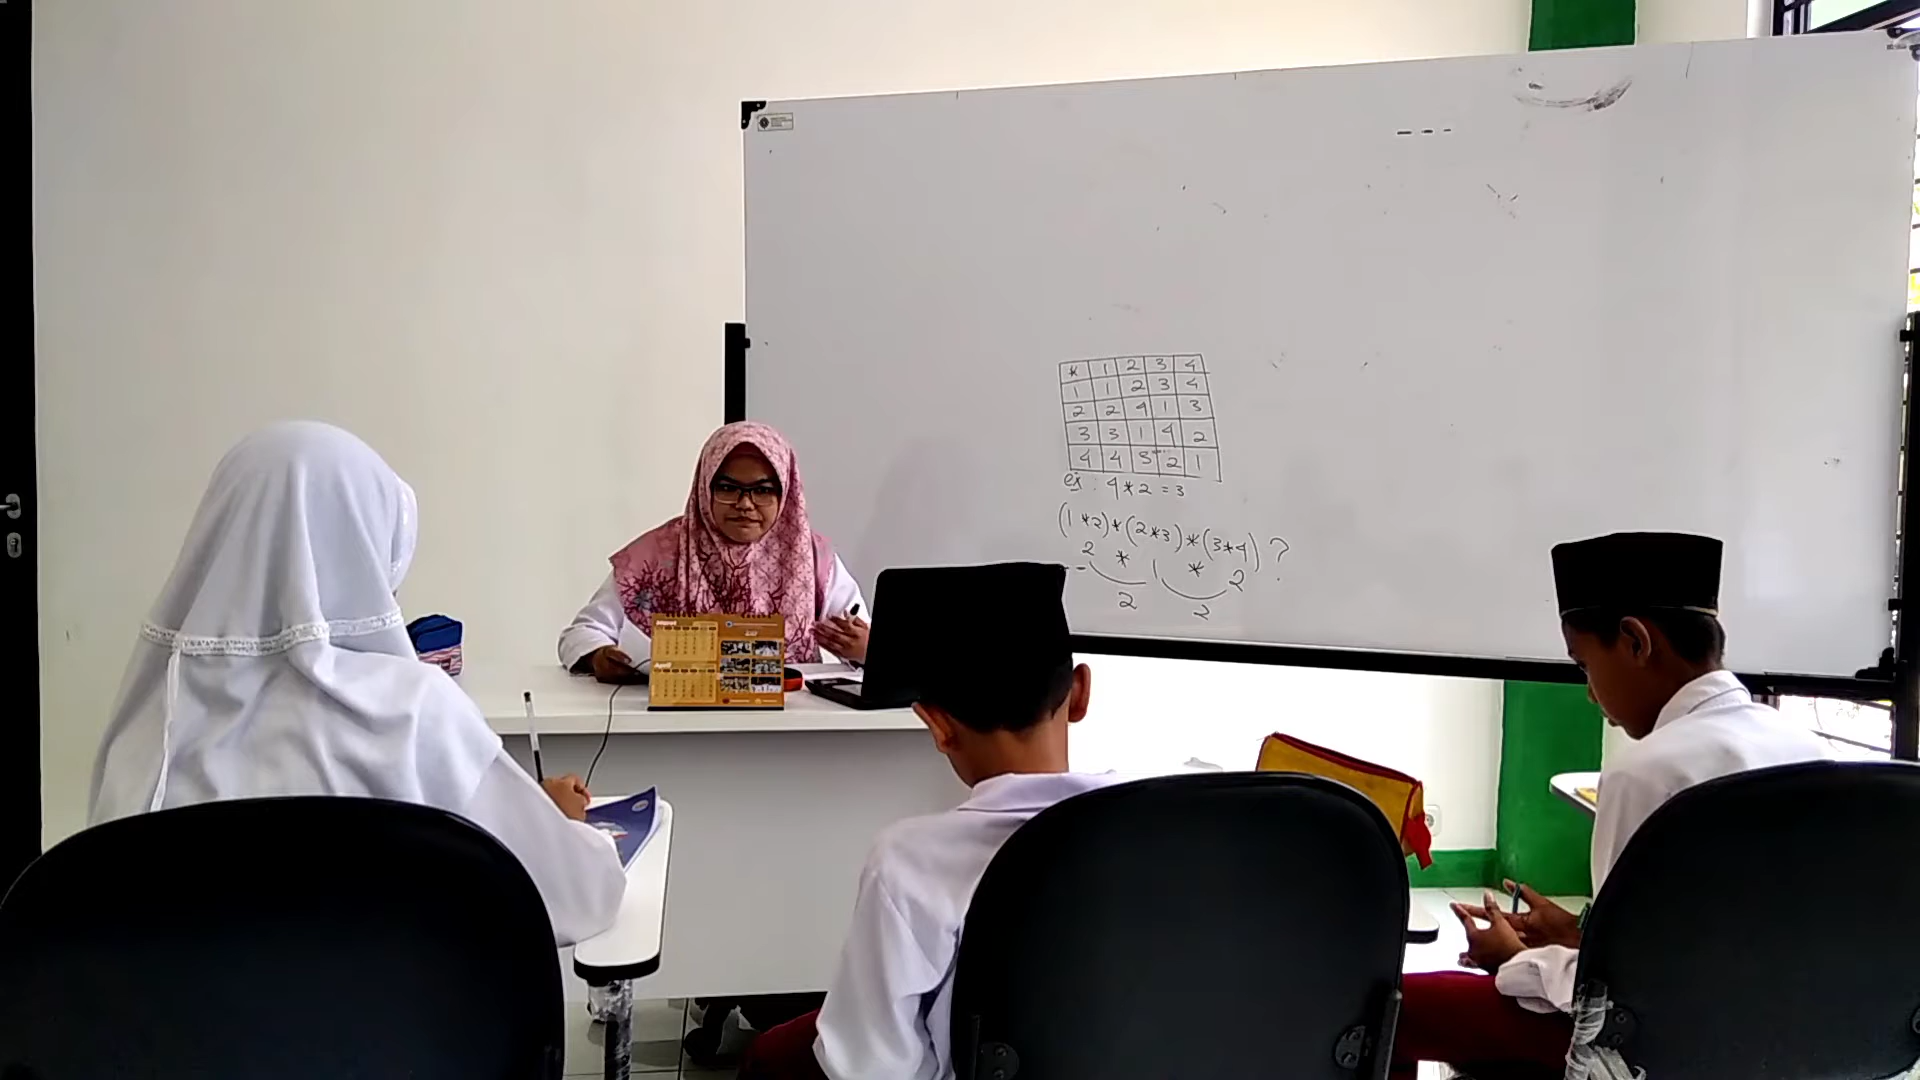 * 1 2 3 4
1 1 2 3 4
2 2 4 1 3
3 3 1 4 2
4 4 3 2 1
ex : 4 * 2 = 3
(1 * 2) * (2 * 3) * (3 * 4) ?
2 * 1 * 2
2 2
Maret
April